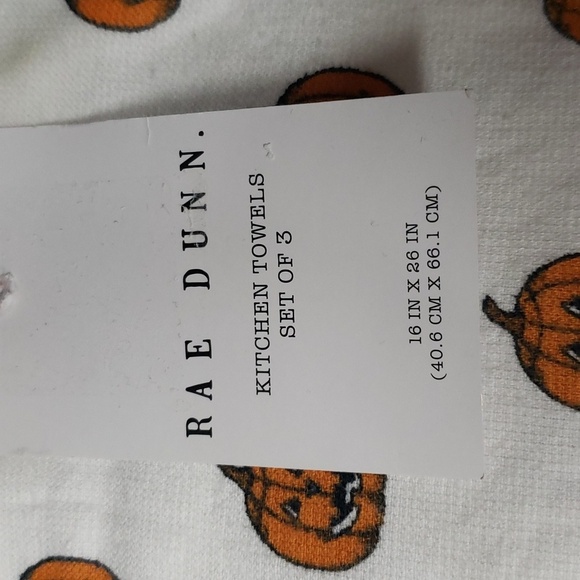 RAE DUNN.
KITCHEN TOWELS
SET OF 3
16 IN X 26 IN
(40.6 CM X 66.1 CM)